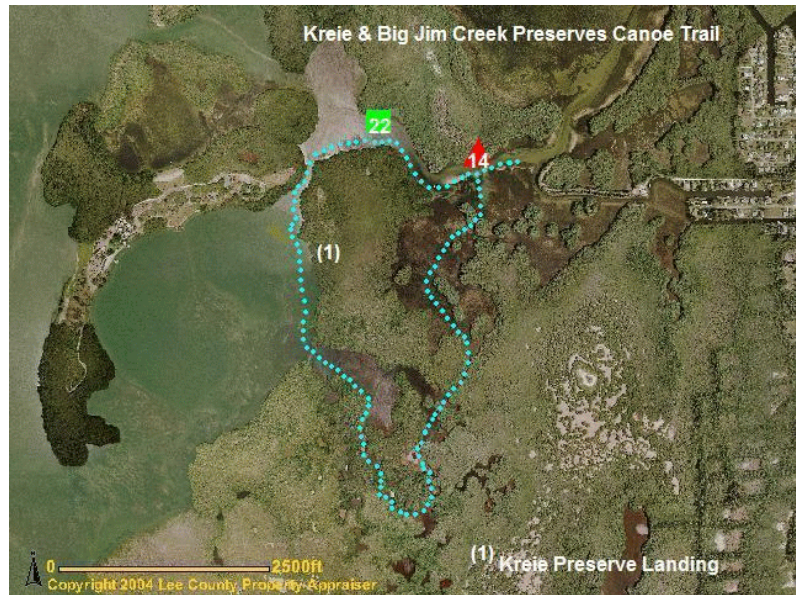 Kreie & Big Jim Creek Preserves Canoe Trail
22
14
(1)
(1) Kreie Preserve Landing
0 2500ft
Copyright 2004 Lee County Property Appraiser